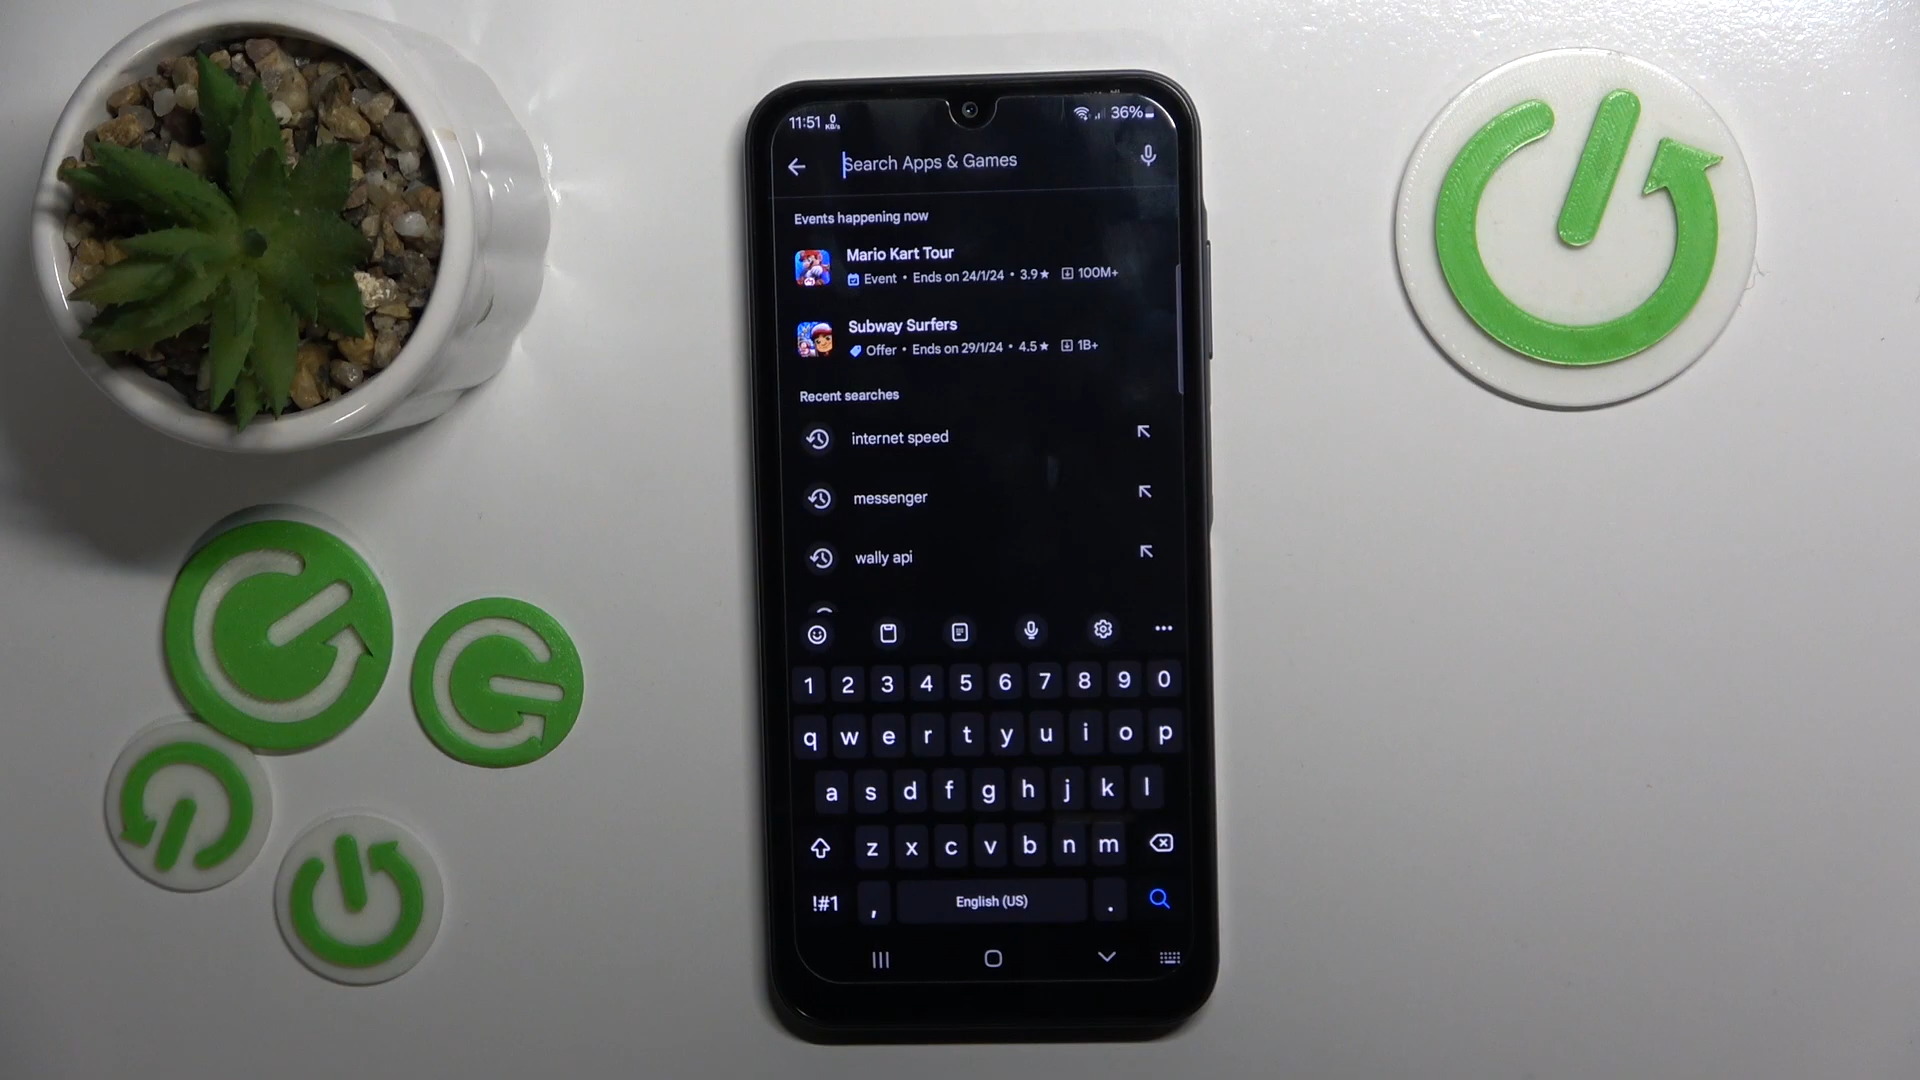 11:51 0 KB/s 36%
Search Apps & Games
Events happening now
Mario Kart Tour
Event • Ends on 24/1/24 • 3.9★ 100M+
Subway Surfers
Offer • Ends on 29/1/24 • 4.5★ 1B+
Recent searches
internet speed
messenger
wally api
1 2 3 4 5 6 7 8 9 0
q w e r t y u i o p
a s d f g h j k l
z x c v b n m
!#1 , English (US) .